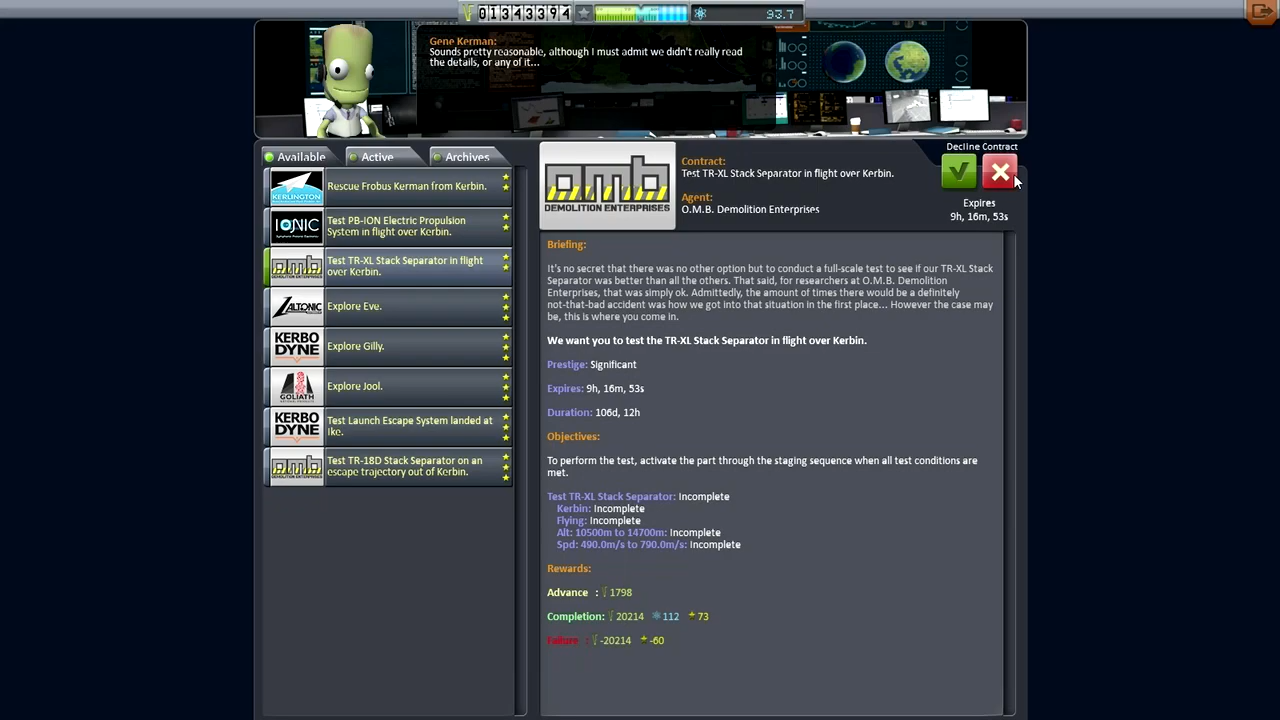 01343394
93.7
Gene Kerman:
Sounds pretty reasonable, although I must admit we didn't really read
the details, or any of it...
Available
Active
Archives
KERLINGTON
Rescue Frobus Kerman from Kerbin.
IONIC
Test PB-ION Electric Propulsion
System in flight over Kerbin.
omb
Test TR-XL Stack Separator in flight
over Kerbin.
ZALTONIC
Explore Eve.
KERBO
DYNE
Explore Gilly.
GOLIATH
Explore Jool.
KERBO
DYNE
Test Launch Escape System landed at
Ike.
omb
Test TR-18D Stack Separator on an
escape trajectory out of Kerbin.
omb
DEMOLITION ENTERPRISES
Contract:
Test TR-XL Stack Separator in flight over Kerbin.
Agent:
O.M.B. Demolition Enterprises
Decline Contract
Expires
9h, 16m, 53s
Briefing:
It's no secret that there was no other option but to conduct a full-scale test to see if our TR-XL Stack
Separator was better than all the others. That said, for researchers at O.M.B. Demolition
Enterprises, that was simply ok. Admittedly, the amount of times there would be a definitely
not-that-bad accident was how we got into that situation in the first place... However the case may
be, this is where you come in.
We want you to test the TR-XL Stack Separator in flight over Kerbin.
Prestige: Significant
Expires: 9h, 16m, 53s
Duration: 106d, 12h
Objectives:
To perform the test, activate the part through the staging sequence when all test conditions are
met.
Test TR-XL Stack Separator: Incomplete
Kerbin: Incomplete
Flying: Incomplete
Alt: 10500m to 14700m: Incomplete
Spd: 490.0m/s to 790.0m/s: Incomplete
Rewards:
Advance : 1798
Completion: 20214 112 73
Failure : -20214 -60